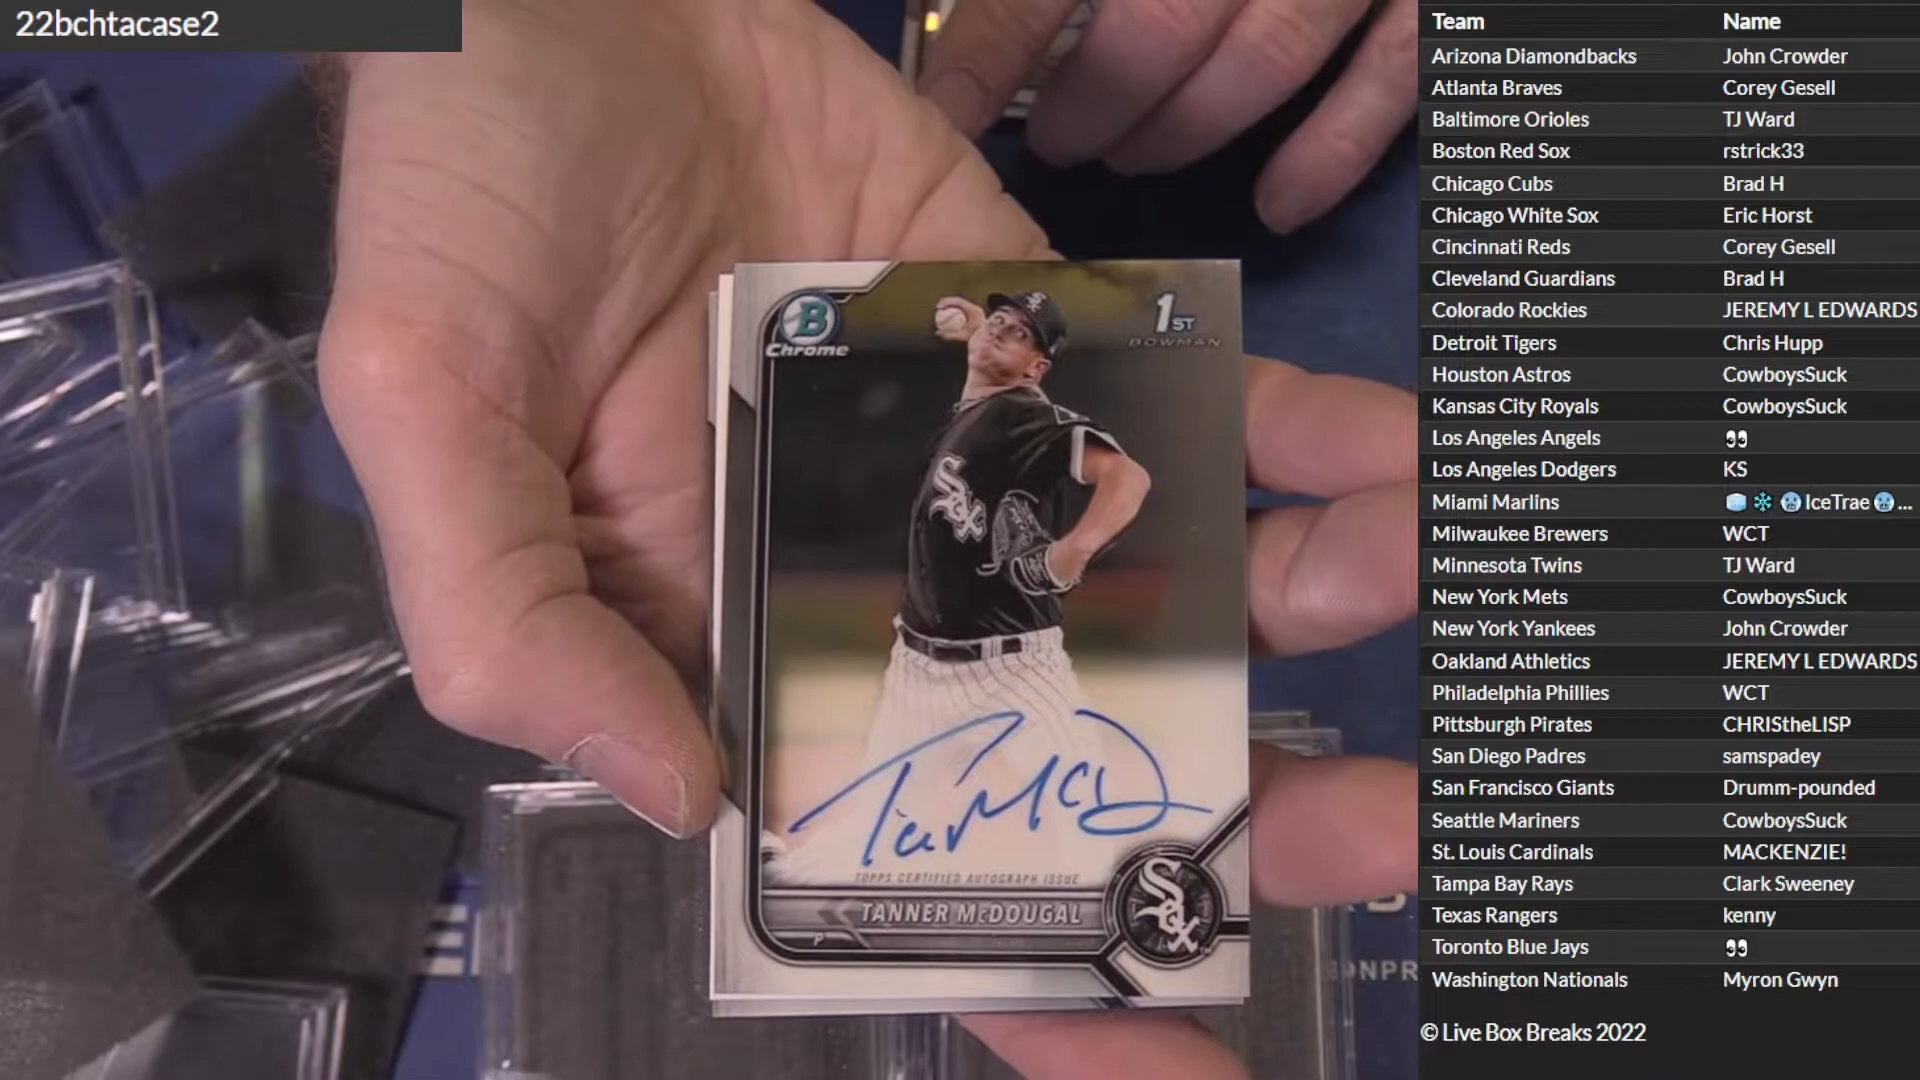 22bchtacase2
Team Name
Arizona Diamondbacks John Crowder
Atlanta Braves Corey Gesell
Baltimore Orioles TJ Ward
Boston Red Sox rstrick33
Chicago Cubs Brad H
Chicago White Sox Eric Horst
Cincinnati Reds Corey Gesell
Cleveland Guardians Brad H
Colorado Rockies JEREMY L EDWARDS
Detroit Tigers Chris Hupp
Houston Astros CowboysSuck
Kansas City Royals CowboysSuck
Los Angeles Angels 👀
Los Angeles Dodgers KS
Miami Marlins 🧊❄️🥶IceTrae🥶...
Milwaukee Brewers WCT
Minnesota Twins TJ Ward
New York Mets CowboysSuck
New York Yankees John Crowder
Oakland Athletics JEREMY L EDWARDS
Philadelphia Phillies WCT
Pittsburgh Pirates CHRIStheLISP
San Diego Padres samspadey
San Francisco Giants Drumm-pounded
Seattle Mariners CowboysSuck
St. Louis Cardinals MACKENZIE!
Tampa Bay Rays Clark Sweeney
Texas Rangers kenny
Toronto Blue Jays 👀
Washington Nationals Myron Gwyn
© Live Box Breaks 2022
B
Chrome
1ST
BOWMAN
Sox
TOPPS CERTIFIED AUTOGRAPH ISSUE
TANNER McDOUGAL
P
Sox